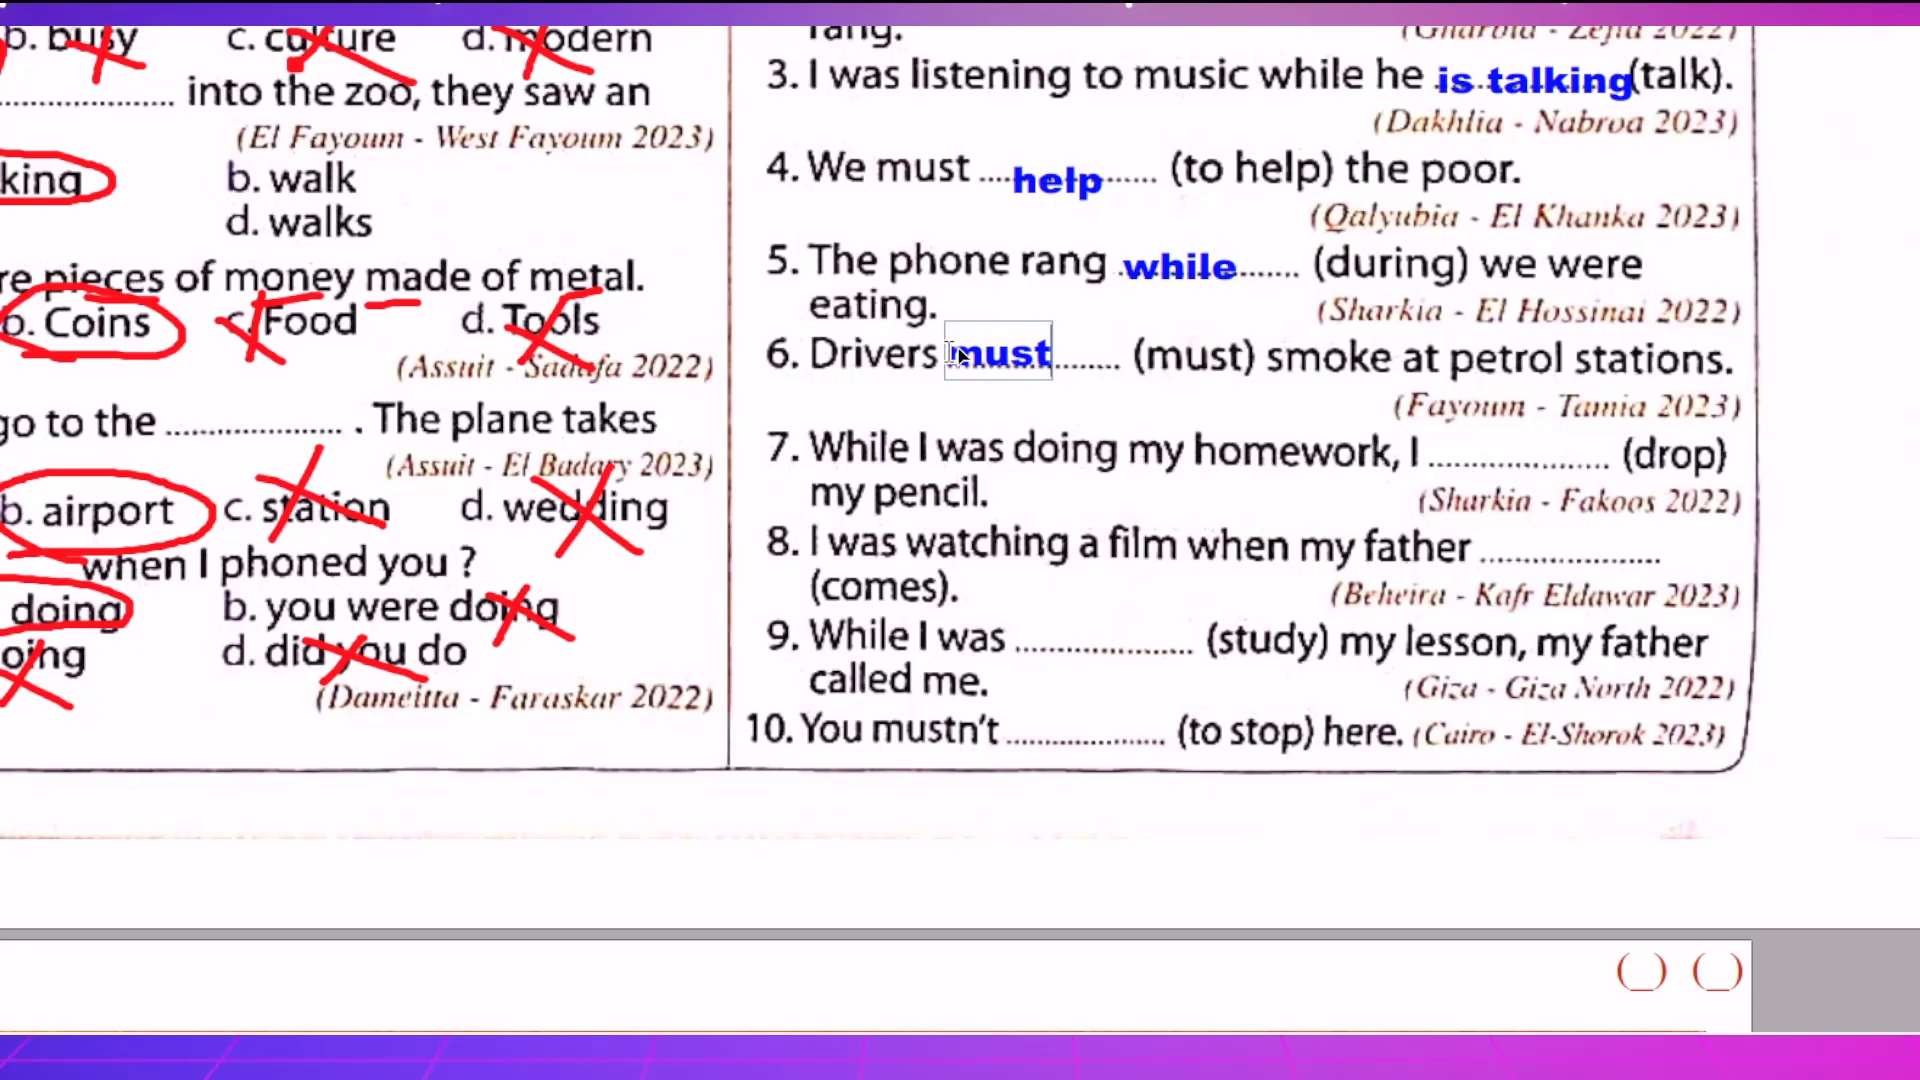 b. busy c. culture d. modern
.................... into the zoo, they saw an
(El Fayoum - West Fayoum 2023)
king b. walk
d. walks
re pieces of money made of metal.
b. Coins c. Food d. Tools
(Assuit - Sadafa 2022)
go to the .................... . The plane takes
(Assuit - El Badary 2023)
b. airport c. station d. wedding
when I phoned you ?
doing b. you were doing
oing d. did you do
(Dameitta - Faraskar 2022)
rang. (Gharbia - Zefta 2022)
3. I was listening to music while he is talking (talk).
(Dakhlia - Nabroa 2023)
4. We must ....help...... (to help) the poor.
(Qalyubia - El Khanka 2023)
5. The phone rang while....... (during) we were
eating. (Sharkia - El Hossinai 2022)
6. Drivers must........ (must) smoke at petrol stations.
(Fayoum - Tamia 2023)
7. While I was doing my homework, I .................... (drop)
my pencil. (Sharkia - Fakoos 2022)
8. I was watching a film when my father ....................
(comes). (Beheira - Kafr Eldawar 2023)
9. While I was .................... (study) my lesson, my father
called me. (Giza - Giza North 2022)
10. You mustn't .................. (to stop) here. (Cairo - El-Shorok 2023)
(_) (_)